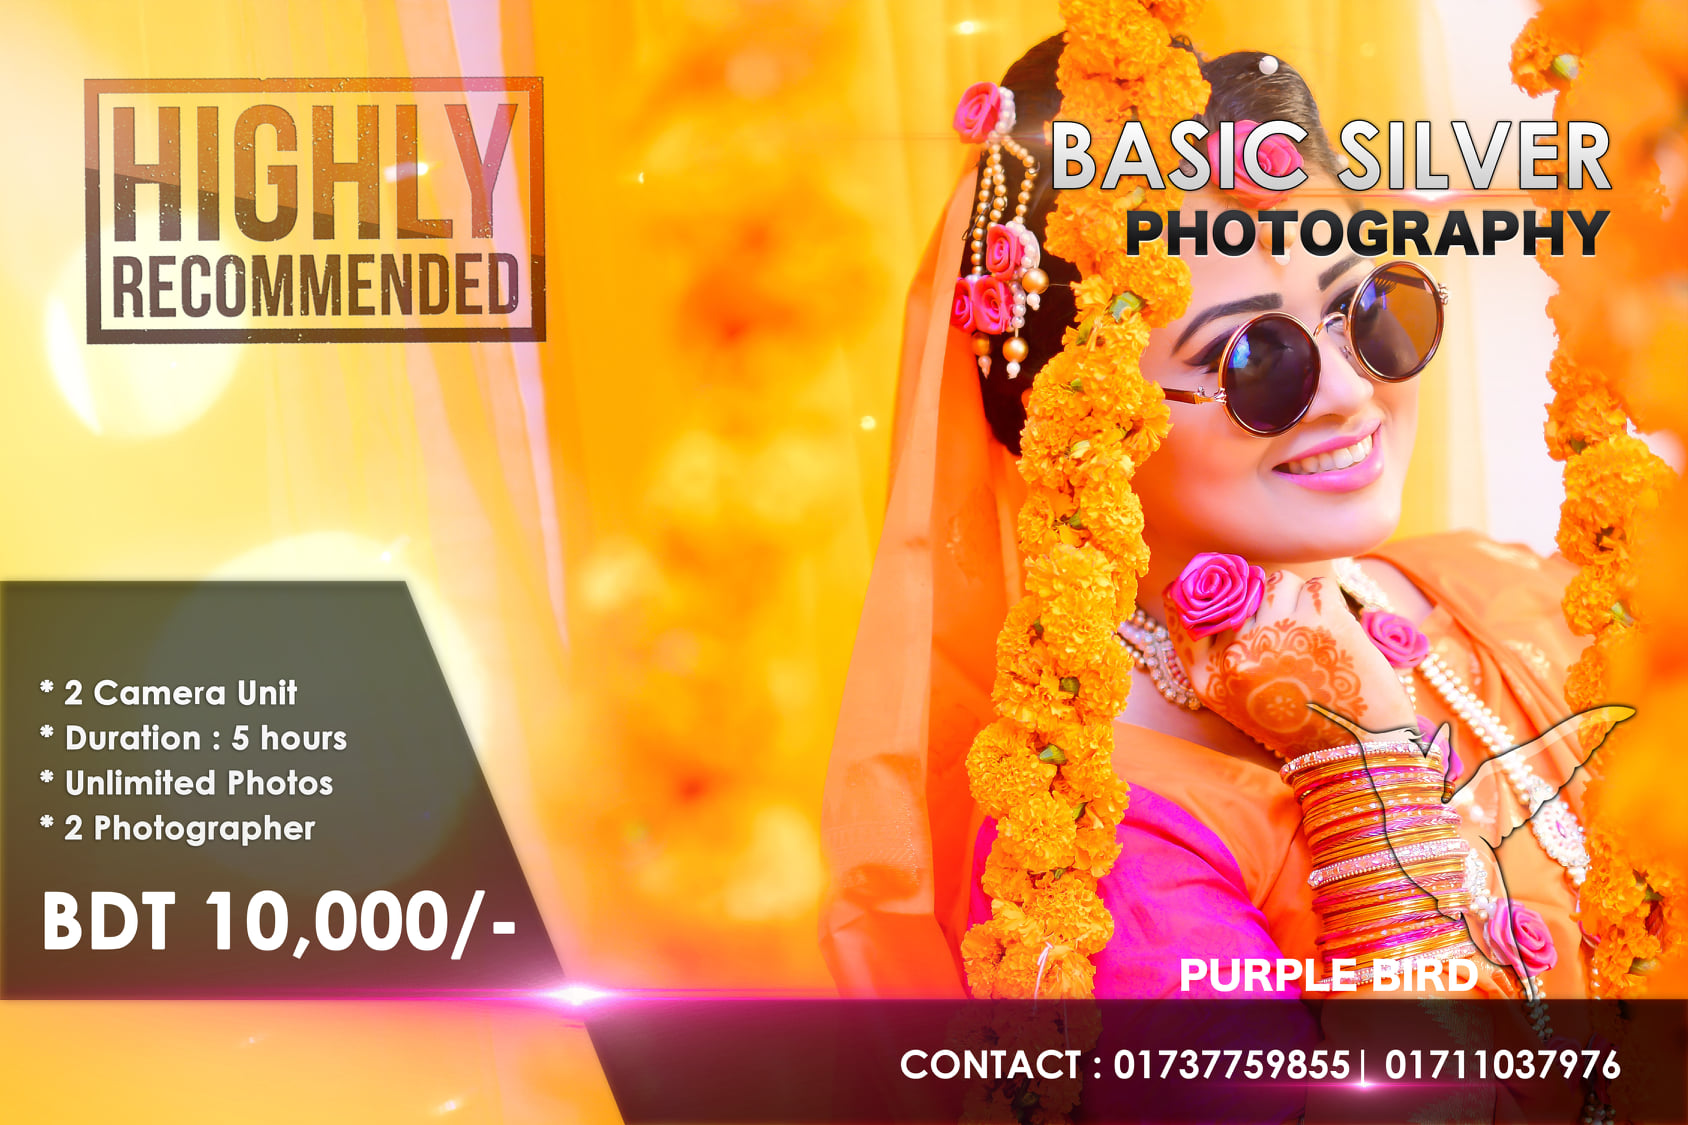 HIGHLY
RECOMMENDED
BASIC SILVER
PHOTOGRAPHY
* 2 Camera Unit
* Duration : 5 hours
* Unlimited Photos
* 2 Photographer
BDT 10,000/-
PURPLE BIRD
CONTACT : 01737759855| 01711037976